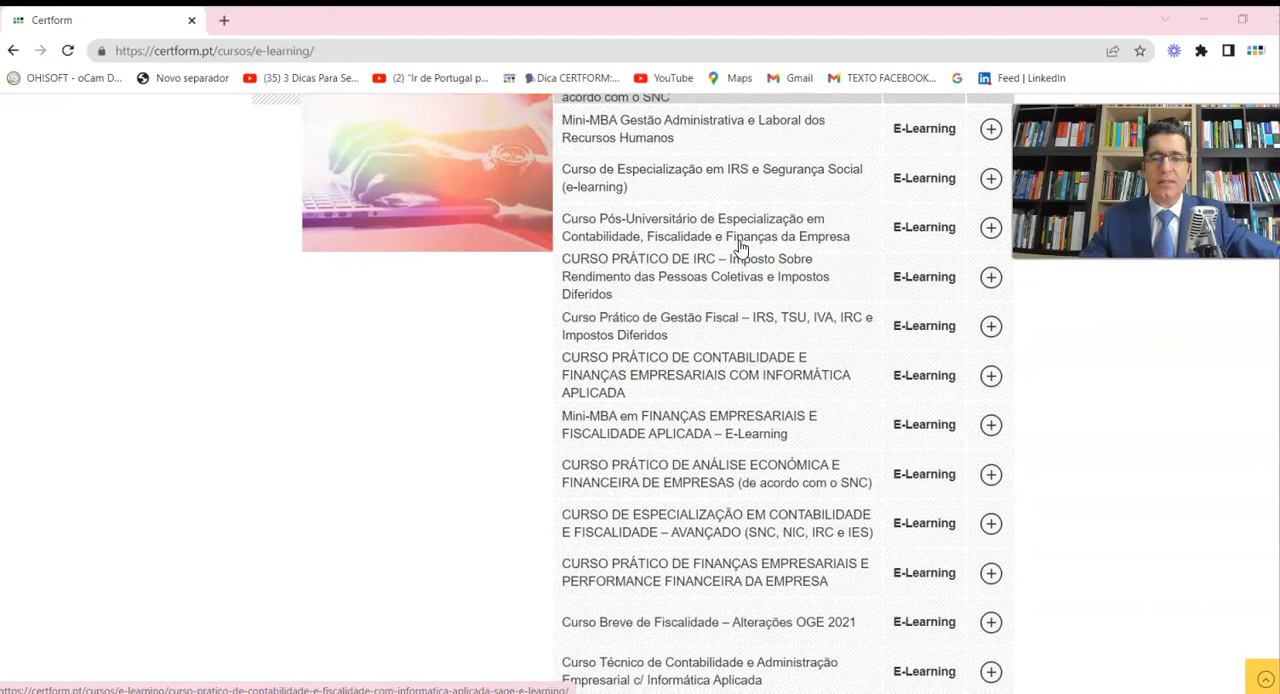 Certform
https://certform.pt/cursos/e-learning/
OHISOFT - oCam D...
Novo separador
(35) 3 Dicas Para Se...
(2) "Ir de Portugal p...
Dica CERTFORM:...
YouTube
Maps
Gmail
TEXTO FACEBOOK...
Feed | LinkedIn
acordo com o SNC
Mini-MBA Gestão Administrativa e Laboral dos
Recursos Humanos
E-Learning
Curso de Especialização em IRS e Segurança Social
(e-learning)
E-Learning
Curso Pós-Universitário de Especialização em
Contabilidade, Fiscalidade e Finanças da Empresa
E-Learning
CURSO PRÁTICO DE IRC – Imposto Sobre
Rendimento das Pessoas Coletivas e Impostos
Diferidos
E-Learning
Curso Prático de Gestão Fiscal – IRS, TSU, IVA, IRC e
Impostos Diferidos
E-Learning
CURSO PRÁTICO DE CONTABILIDADE E
FINANÇAS EMPRESARIAIS COM INFORMÁTICA
APLICADA
E-Learning
Mini-MBA em FINANÇAS EMPRESARIAIS E
FISCALIDADE APLICADA – E-Learning
E-Learning
CURSO PRÁTICO DE ANÁLISE ECONÓMICA E
FINANCEIRA DE EMPRESAS (de acordo com o SNC)
E-Learning
CURSO DE ESPECIALIZAÇÃO EM CONTABILIDADE
E FISCALIDADE – AVANÇADO (SNC, NIC, IRC e IES)
E-Learning
CURSO PRÁTICO DE FINANÇAS EMPRESARIAIS E
PERFORMANCE FINANCEIRA DA EMPRESA
E-Learning
Curso Breve de Fiscalidade – Alterações OGE 2021
E-Learning
Curso Técnico de Contabilidade e Administração
Empresarial c/ Informática Aplicada
E-Learning
https://certform.pt/cursos/e-learning/curso-pratico-de-contabilidade-e-fiscalidade-com-informatica-aplicada-sage-e-learning/